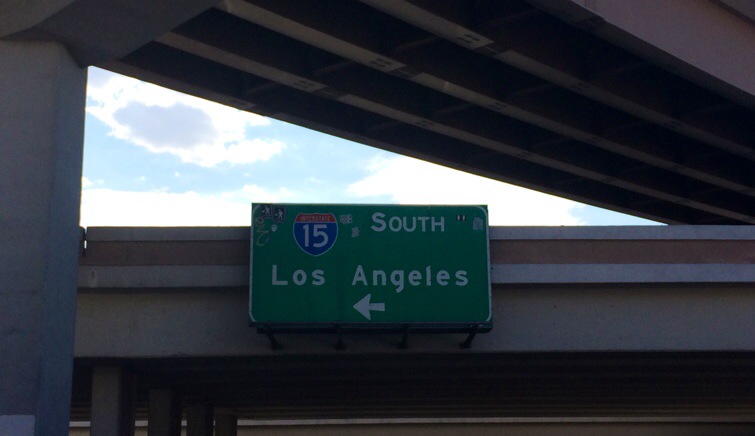 INTERSTATE
15 SOUTH
Los Angeles